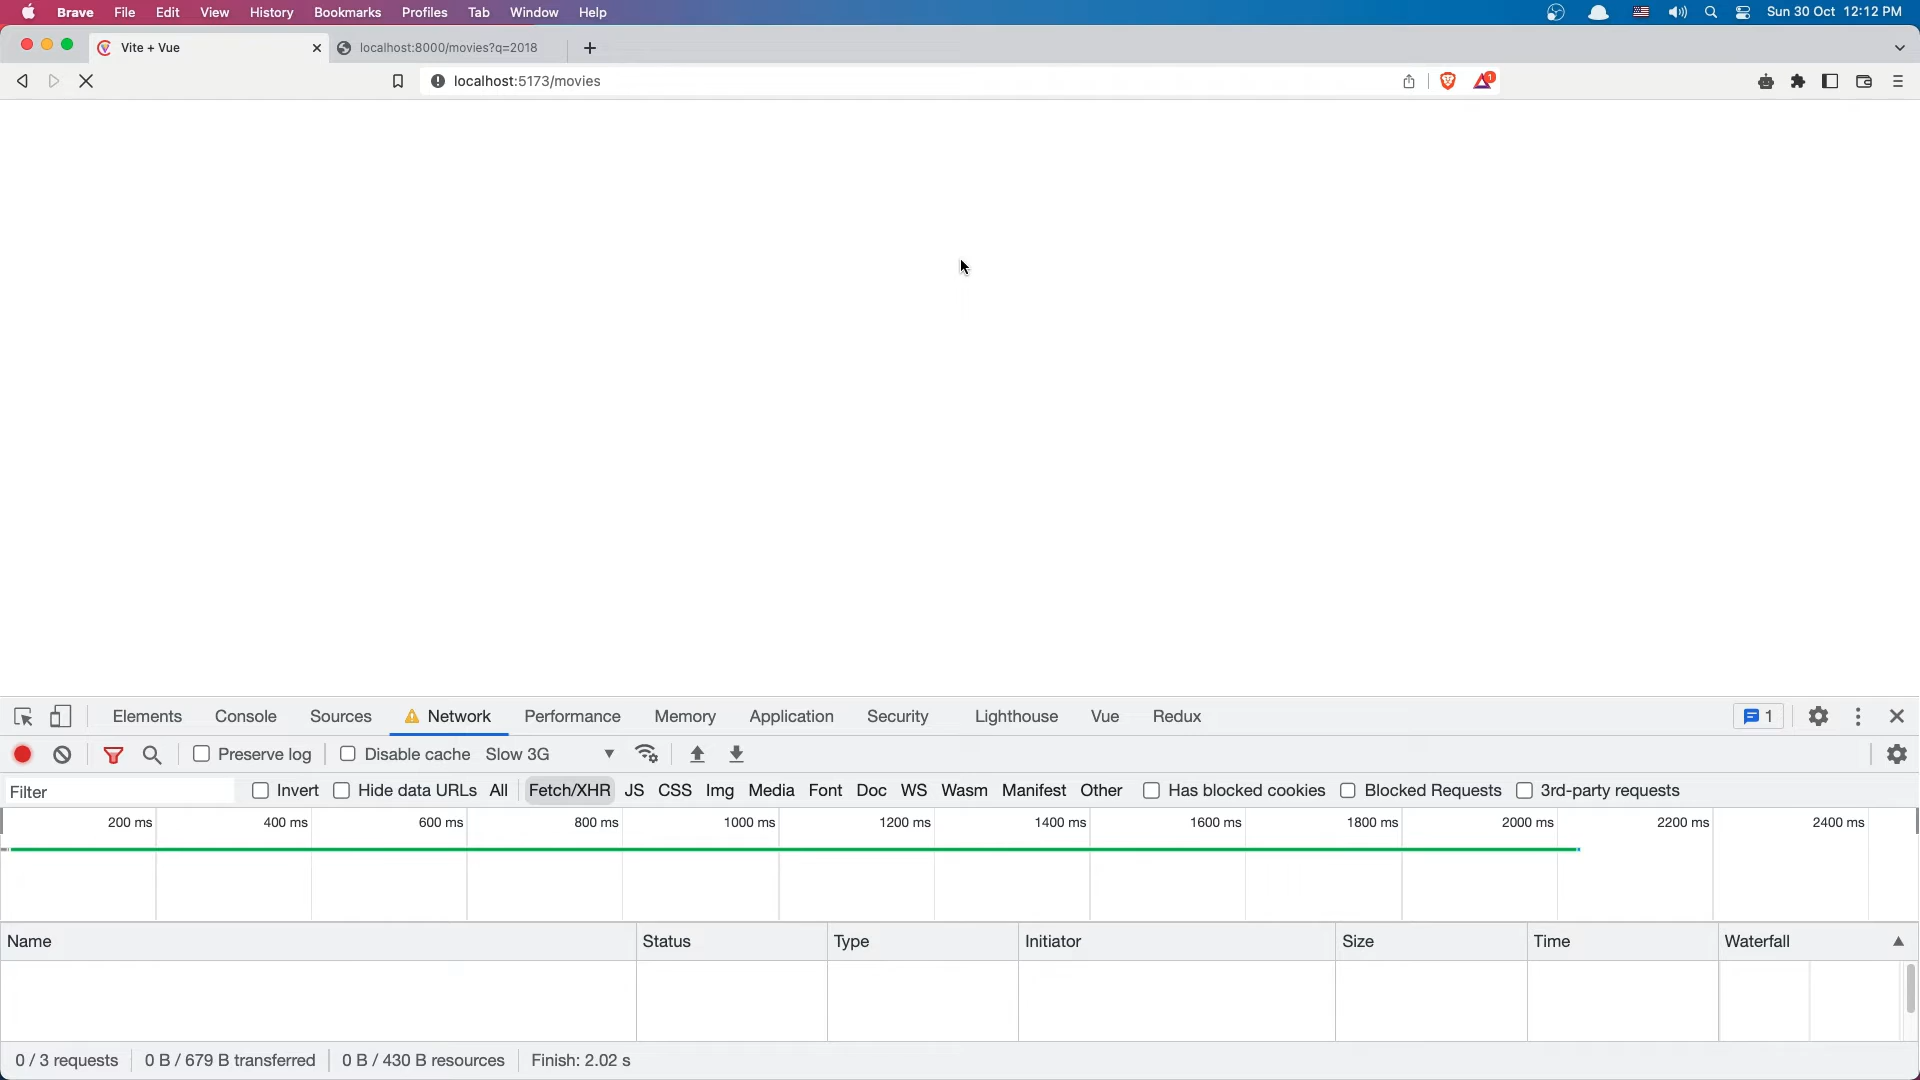 Brave File Edit View History Bookmarks Profiles Tab Window Help Sun 30 Oct 12:12 PM
Vite + Vue localhost:8000/movies?q=2018
localhost:5173/movies 1
Elements Console Sources Network Performance Memory Application Security Lighthouse Vue Redux 1
Preserve log Disable cache Slow 3G
Filter Invert Hide data URLs All Fetch/XHR JS CSS Img Media Font Doc WS Wasm Manifest Other Has blocked cookies Blocked Requests 3rd-party requests
200 ms 400 ms 600 ms 800 ms 1000 ms 1200 ms 1400 ms 1600 ms 1800 ms 2000 ms 2200 ms 2400 ms
Name Status Type Initiator Size Time Waterfall
0 / 3 requests 0 B / 679 B transferred 0 B / 430 B resources Finish: 2.02 s